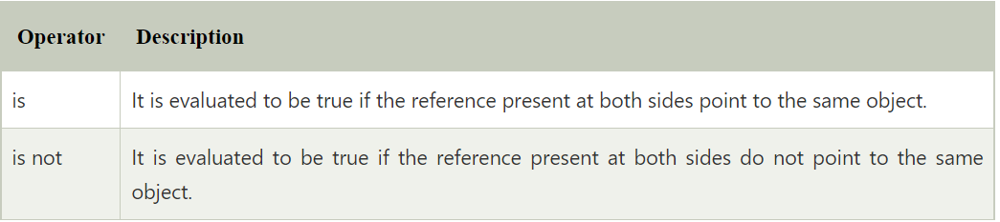 Operator Description
is It is evaluated to be true if the reference present at both sides point to the same object.
is not It is evaluated to be true if the reference present at both sides do not point to the same
object.